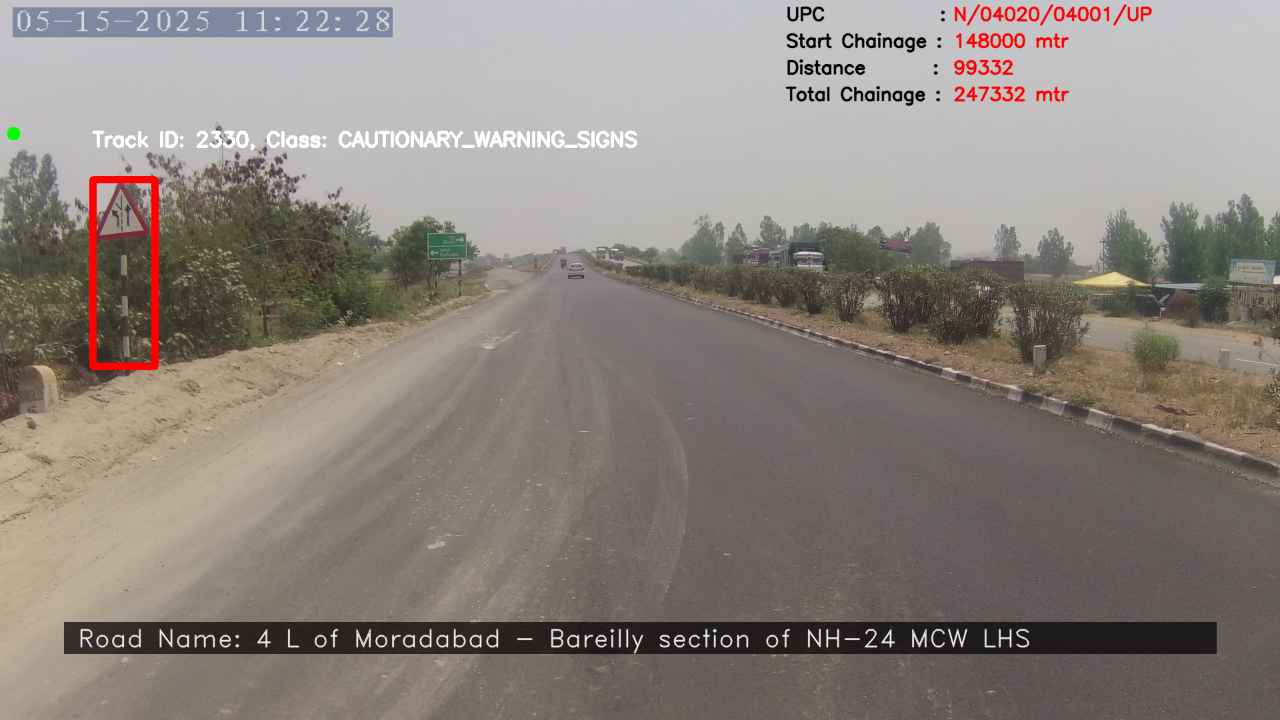 05-15-2025 11:22:28
UPC : N/04020/04001/UP
Start Chainage : 148000 mtr
Distance : 99332
Total Chainage : 247332 mtr
Track ID: 2330, Class: CAUTIONARY_WARNING_SIGNS
Road Name: 4 L of Moradabad - Bareilly section of NH-24 MCW LHS